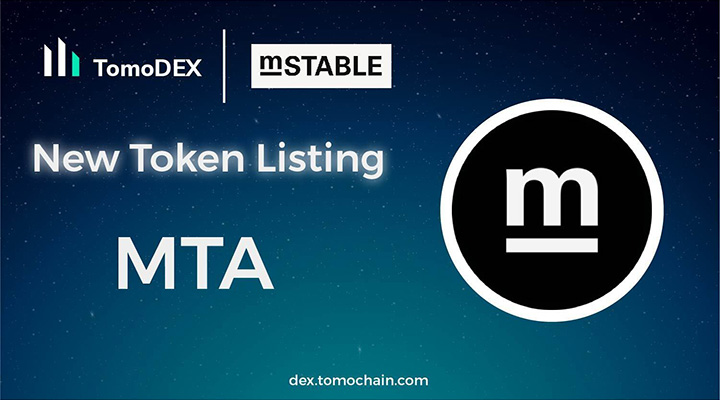 TomoDEX
mSTABLE
New Token Listing
MTA
m
dex.tomochain.com